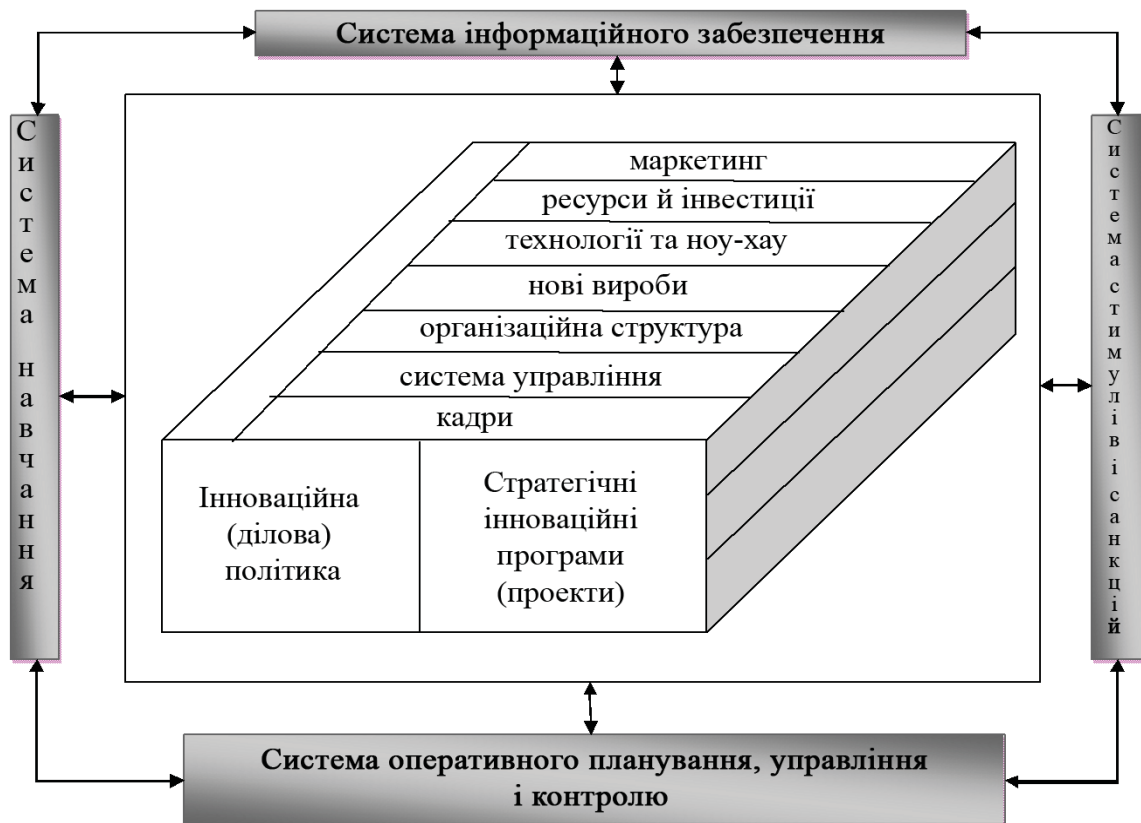 Система інформаційного забезпечення
Система навчання
маркетинг
ресурси й інвестиції
технології та ноу-хау
нові вироби
організаційна структура
система управління
кадри
Інноваційна
(ділова)
політика
Стратегічні
інноваційні
програми
(проекти)
Система стимулів і санкцій
Система оперативного планування, управління
і контролю